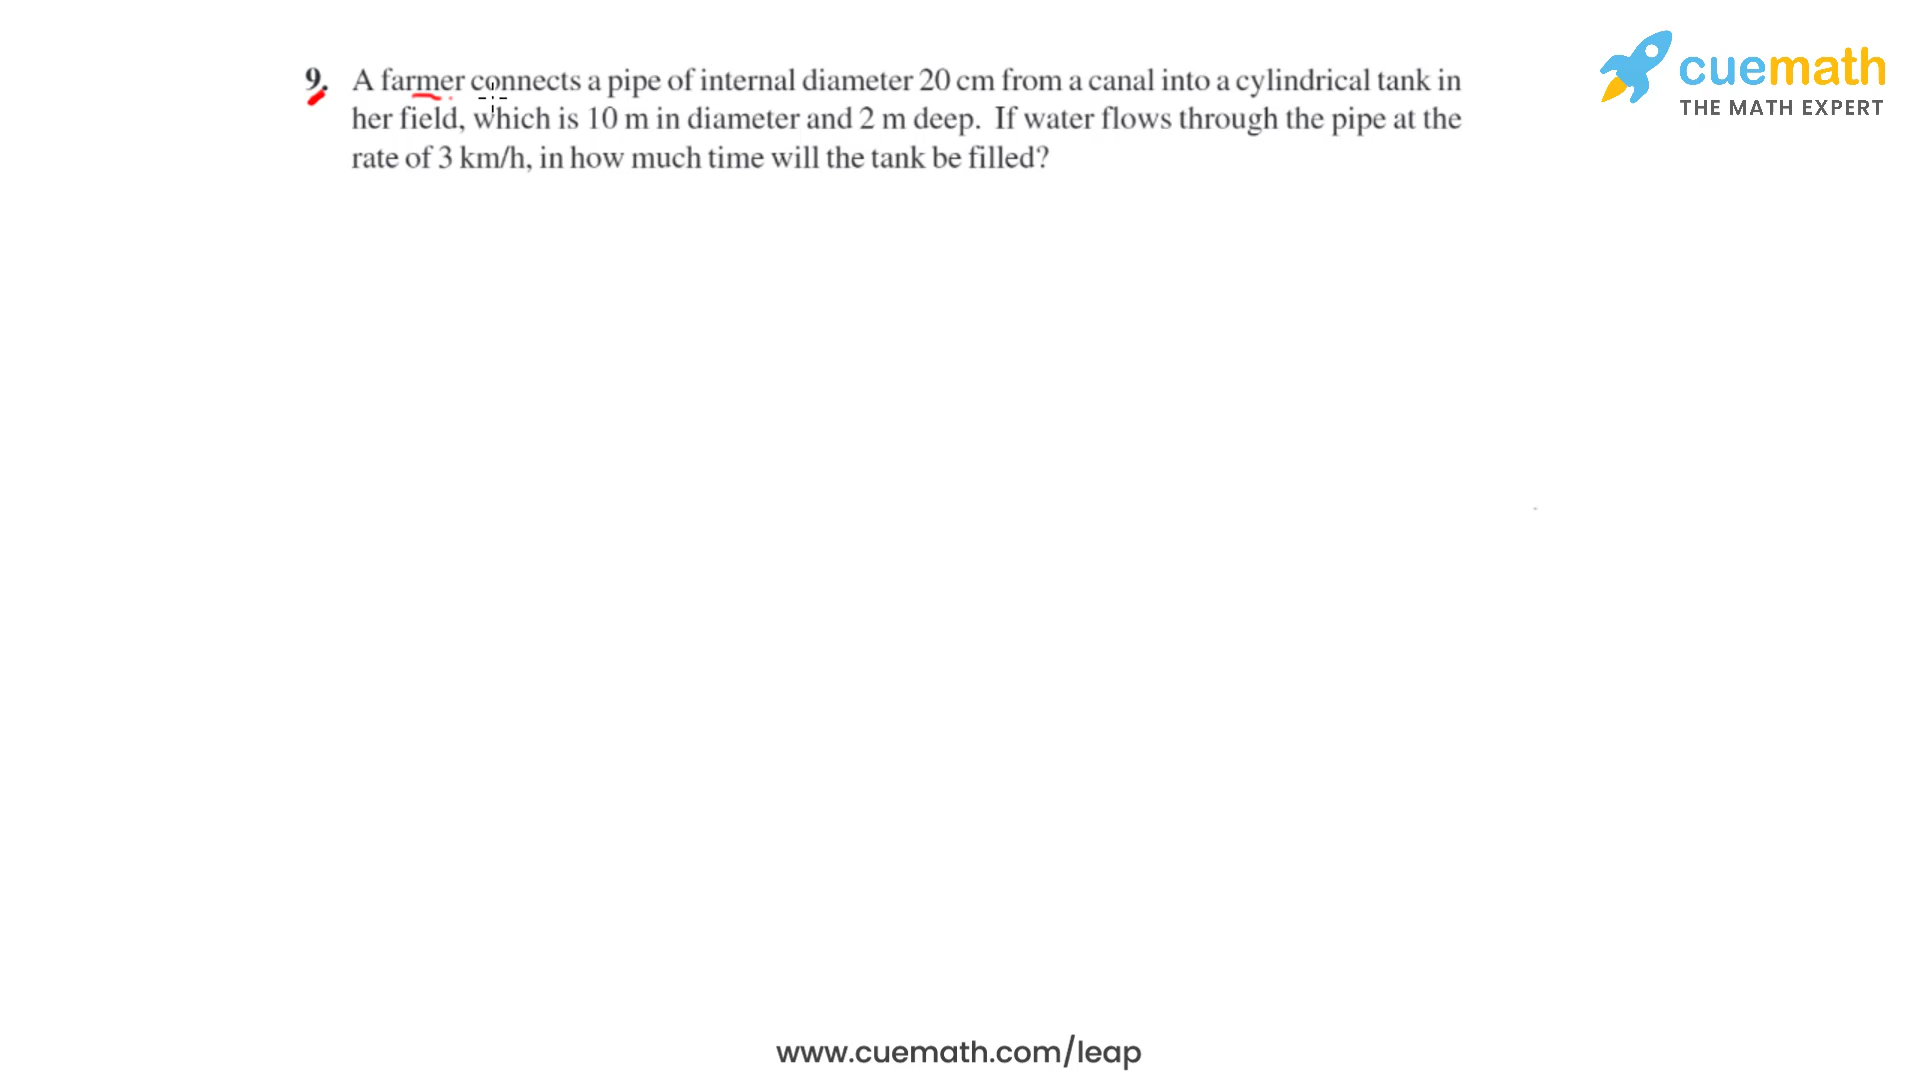 9. A farmer connects a pipe of internal diameter 20 cm from a canal into a cylindrical tank in
her field, which is 10 m in diameter and 2 m deep. If water flows through the pipe at the
rate of 3 km/h, in how much time will the tank be filled?
cuemath
THE MATH EXPERT
www.cuemath.com/leap